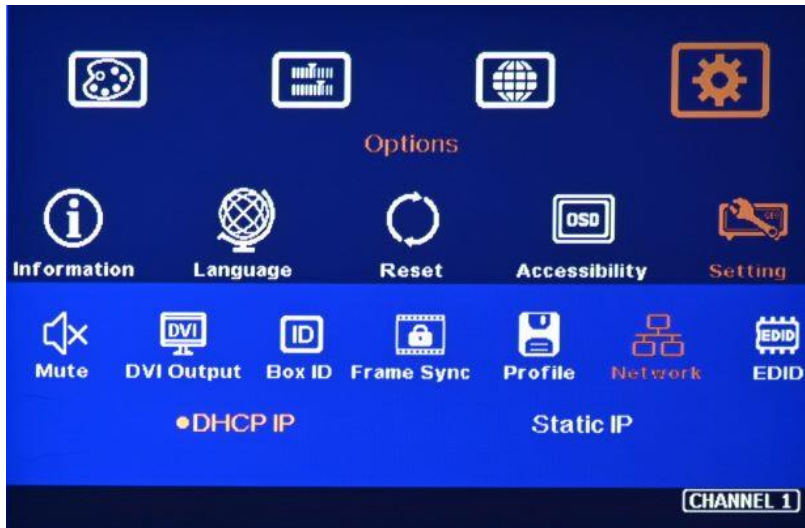 Options
OSD
Information Language Reset Accessibility Setting
DVI ID EDID
Mute DVI Output Box ID Frame Sync Profile Network EDID
DHCP IP Static IP
CHANNEL 1